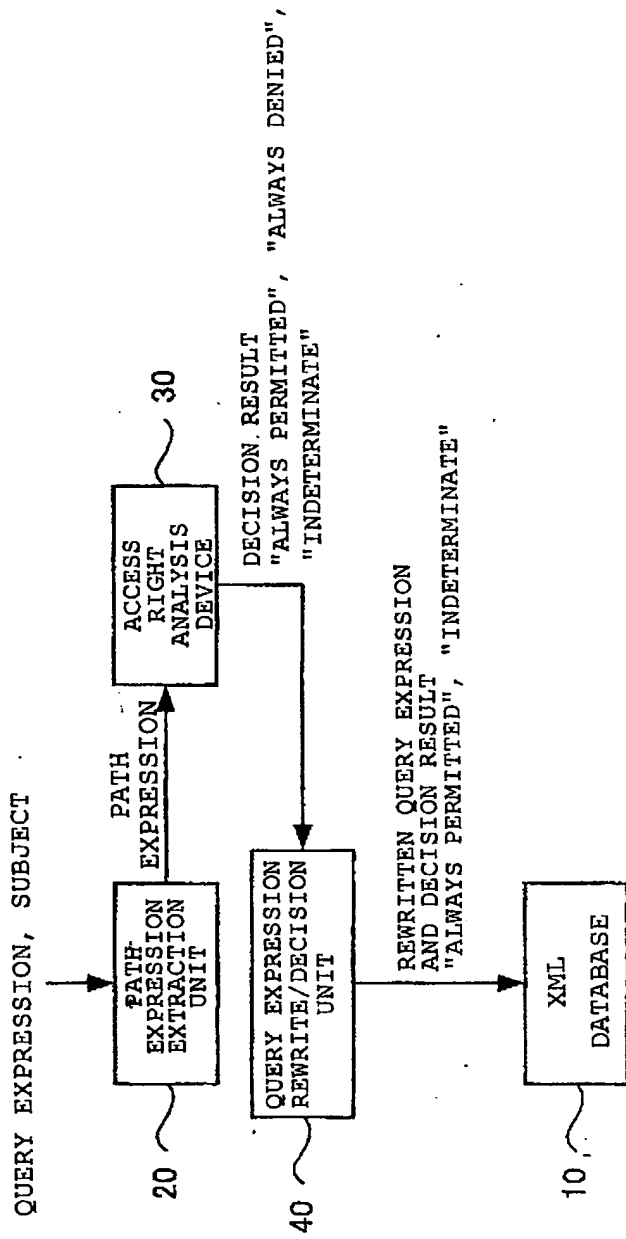 QUERY EXPRESSION, SUBJECT
PATH
EXPRESSION
EXTRACTION
UNIT
20
PATH
EXPRESSION
ACCESS
RIGHT
ANALYSIS
DEVICE
30
DECISION RESULT
"ALWAYS PERMITTED", "ALWAYS DENIED",
"INDETERMINATE"
QUERY EXPRESSION
REWRITE/DECISION
UNIT
40
REWRITTEN QUERY EXPRESSION
AND DECISION RESULT
"ALWAYS PERMITTED", "INDETERMINATE"
XML
DATABASE
10